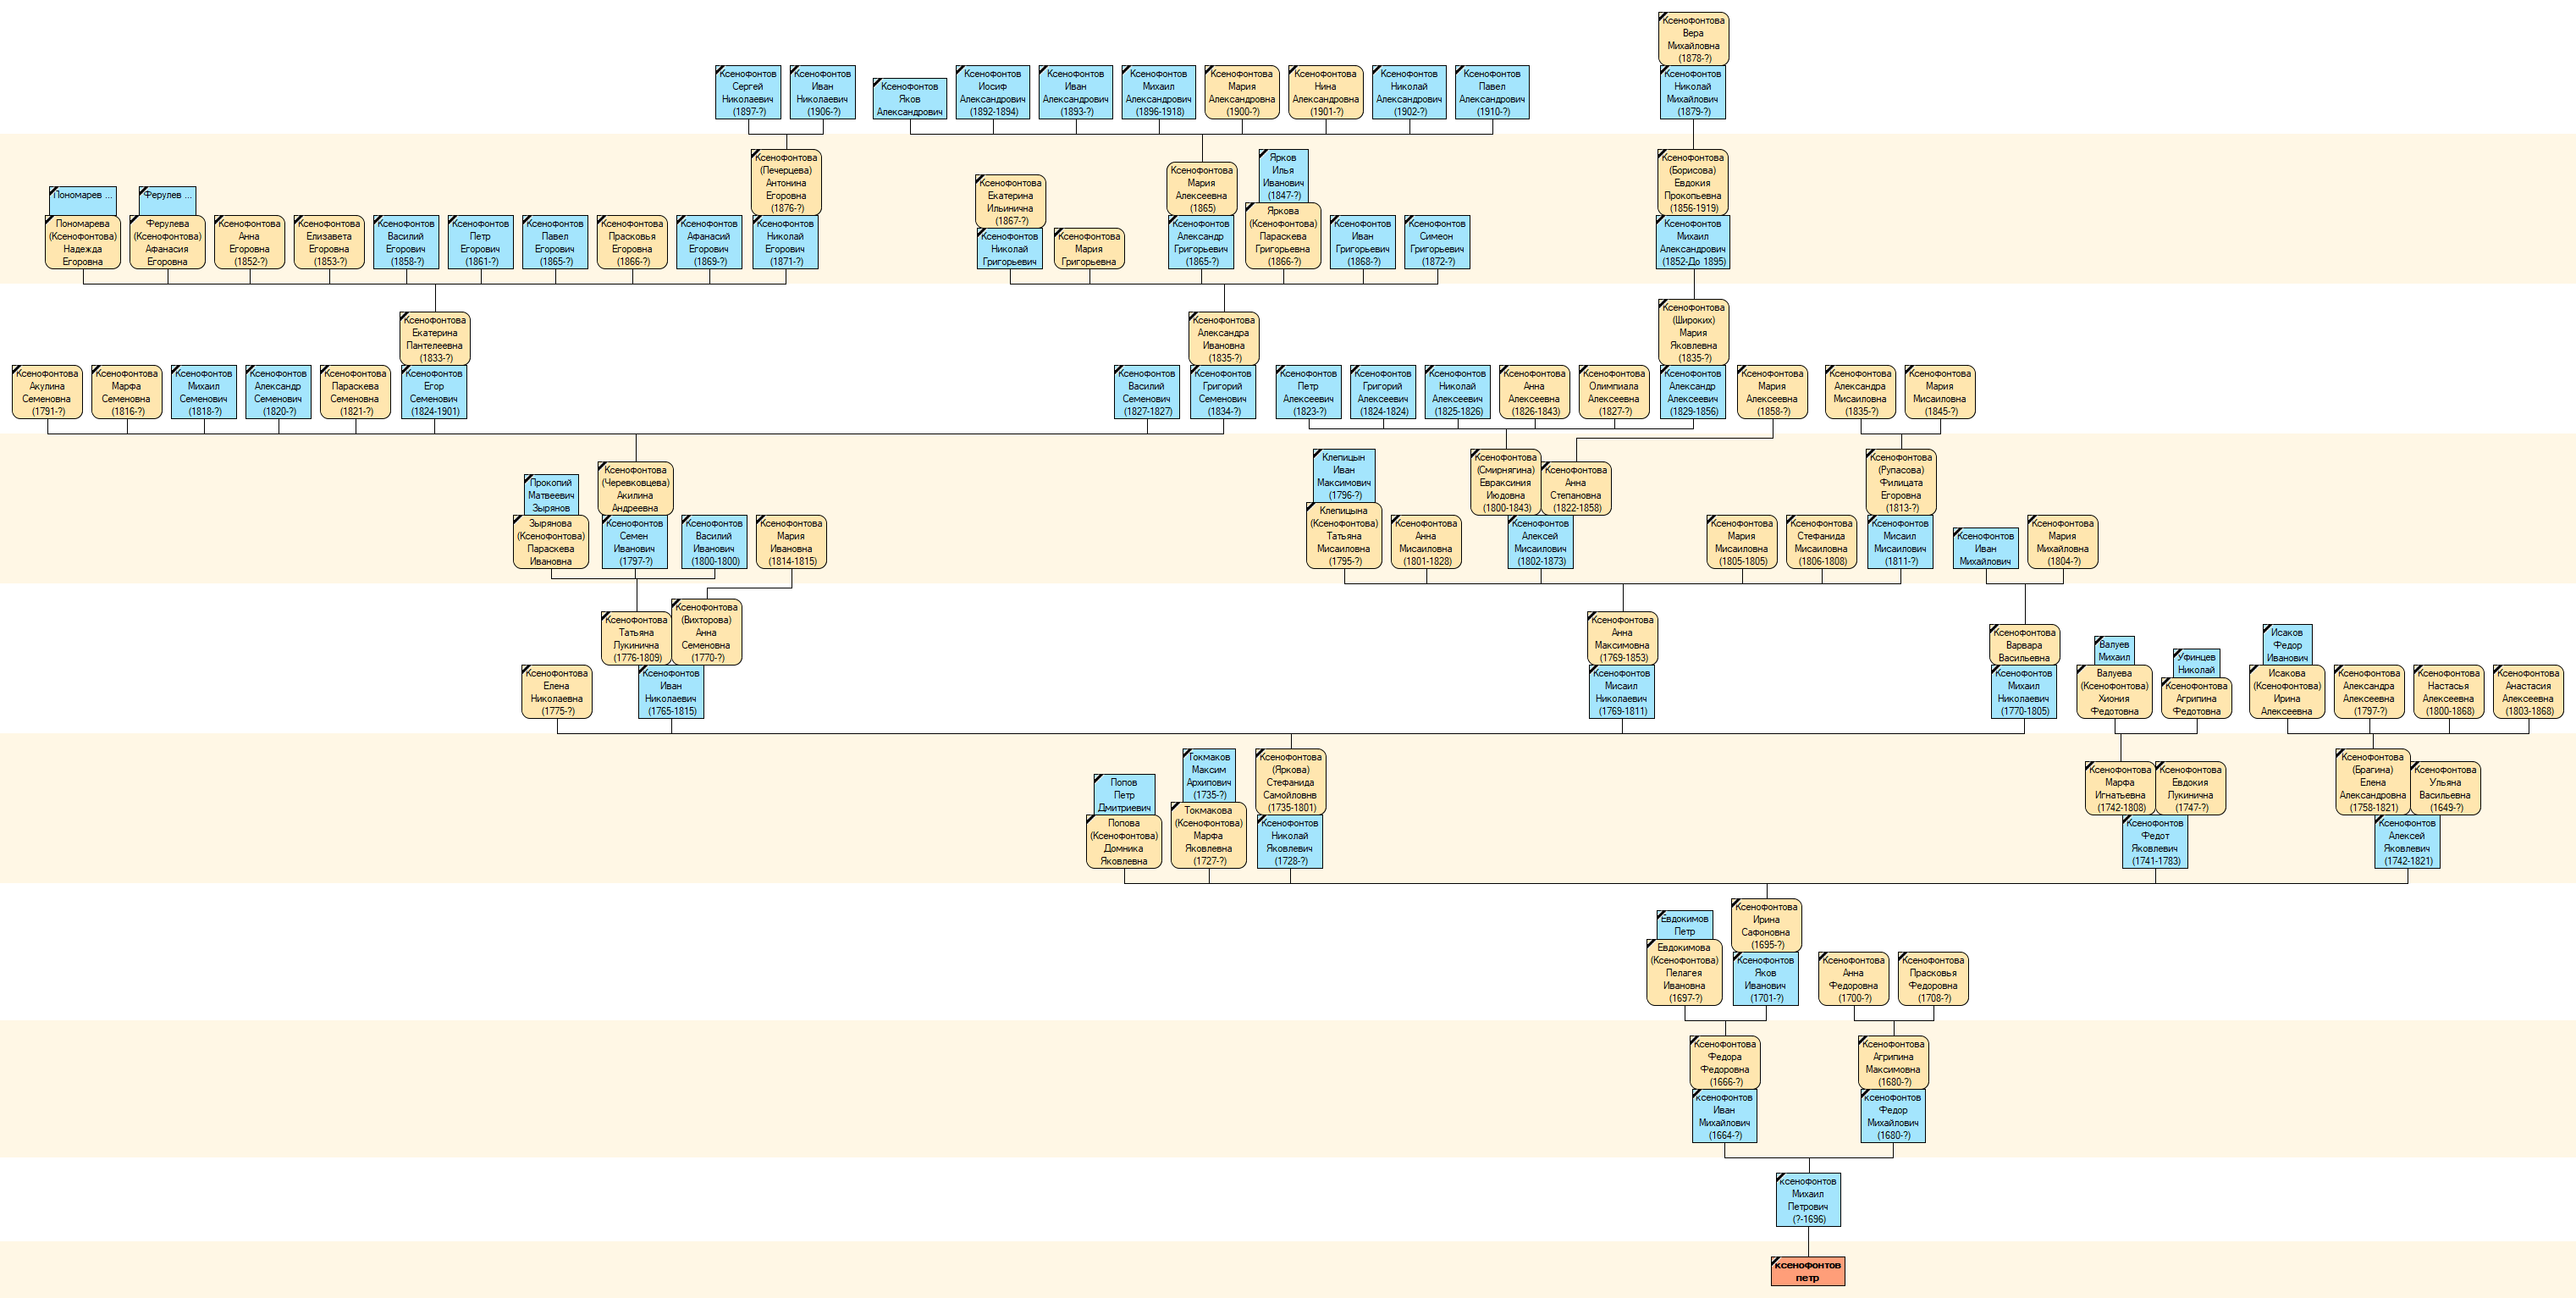 Ксенофонтова
Вера
Михайловна
(1878-?)
Ксенофонтов
Сергей
Николаевич
(1897-?)
Ксенофонтов
Иван
Николаевич
(1906-?)
Ксенофонтов
Яков
Александрович
Ксенофонтов
Иосиф
Александрович
(1892-1894)
Ксенофонтов
Иван
Александрович
(1893-?)
Ксенофонтов
Михаил
Александрович
(1896-1918)
Ксенофонтова
Мария
Александровна
(1900-?)
Ксенофонтова
Нина
Александровна
(1901-?)
Ксенофонтов
Николай
Александрович
(1902-?)
Ксенофонтов
Павел
Александрович
(1910-?)
Ксенофонтов
Николай
Михайлович
(1879-?)
Ксенофонтова
(Печерцева)
Антонина
Егоровна
(1876-?)
Ксенофонтова
Екатерина
Ильинична
(1867-?)
Ксенофонтова
Мария
Алексеевна
(1865)
Ярков
Илья
Иванович
(1847-?)
Ксенофонтова
(Борисова)
Евдокия
Прокопьевна
(1856-1919)
Пономарев ...
Ферулев ...
Пономарева
(Ксенофонтова)
Надежда
Егоровна
Ферулева
(Ксенофонтова)
Афанасия
Егоровна
Ксенофонтова
Анна
Егоровна
(1852-?)
Ксенофонтова
Елизавета
Егоровна
(1853-?)
Ксенофонтов
Василий
Егорович
(1858-?)
Ксенофонтов
Петр
Егорович
(1861-?)
Ксенофонтов
Павел
Егорович
(1865-?)
Ксенофонтова
Прасковья
Егоровна
(1866-?)
Ксенофонтов
Афанасий
Егорович
(1869-?)
Ксенофонтов
Николай
Егорович
(1871-?)
Ксенофонтов
Николай
Григорьевич
Ксенофонтова
Мария
Григорьевна
Ксенофонтов
Александр
Григорьевич
(1865-?)
Яркова
(Ксенофонтова)
Параскева
Григорьевна
(1866-?)
Ксенофонтов
Иван
Григорьевич
(1868-?)
Ксенофонтов
Симеон
Григорьевич
(1872-?)
Ксенофонтов
Михаил
Александрович
(1852-До 1895)
Ксенофонтова
Екатерина
Пантелеевна
(1833-?)
Ксенофонтова
Александра
Ивановна
(1835-?)
Ксенофонтова
(Широких)
Мария
Яковлевна
(1835-?)
Ксенофонтова
Акулина
Семеновна
(1791-?)
Ксенофонтова
Марфа
Семеновна
(1816-?)
Ксенофонтов
Михаил
Семенович
(1818-?)
Ксенофонтов
Александр
Семенович
(1820-?)
Ксенофонтова
Параскева
Семеновна
(1821-?)
Ксенофонтов
Егор
Семенович
(1824-1901)
Ксенофонтов
Василий
Семенович
(1827-1827)
Ксенофонтов
Григорий
Семенович
(1834-?)
Ксенофонтов
Петр
Алексеевич
(1823-?)
Ксенофонтов
Григорий
Алексеевич
(1824-1824)
Ксенофонтов
Николай
Алексеевич
(1825-1826)
Ксенофонтова
Анна
Алексеевна
(1826-1843)
Ксенофонтова
Олимпиала
Алексеевна
(1827-?)
Ксенофонтов
Александр
Алексеевич
(1829-1856)
Ксенофонтова
Мария
Алексеевна
(1858-?)
Ксенофонтова
Александра
Мисаиловна
(1835-?)
Ксенофонтова
Мария
Мисаиловна
(1845-?)
Прокопий
Матвеевич
Зырянов
Ксенофонтова
(Черевковцева)
Акилина
Андреевна
Клепицын
Иван
Максимович
(1796-?)
Ксенофонтова
(Смирнягина)
Евраксиния
Июдовна
(1800-1843)
Ксенофонтова
Анна
Степановна
(1822-1858)
Ксенофонтова
(Рупасова)
Филицата
Егоровна
(1813-?)
Зырянова
(Ксенофонтова)
Параскева
Ивановна
Ксенофонтов
Семен
Иванович
(1797-?)
Ксенофонтов
Василий
Иванович
(1800-1800)
Ксенофонтова
Мария
Ивановна
(1814-1815)
Клепицына
(Ксенофонтова)
Татьяна
Мисаиловна
(1795-?)
Ксенофонтова
Анна
Мисаиловна
(1801-1828)
Ксенофонтов
Алексей
Мисаилович
(1802-1873)
Ксенофонтова
Мария
Мисаиловна
(1805-1805)
Ксенофонтова
Стефанида
Мисаиловна
(1806-1808)
Ксенофонтов
Мисаил
Мисаилович
(1811-?)
Ксенофонтов
Иван
Михайлович
Ксенофонтова
Мария
Михайловна
(1804-?)
Ксенофонтова
Татьяна
Лукинична
(1776-1809)
Ксенофонтова
(Вихторова)
Анна
Семеновна
(1770-?)
Ксенофонтова
Анна
Максимовна
(1769-1853)
Ксенофонтова
Варвара
Васильевна
Валуев
Михаил
Уфинцев
Николай
Исаков
Федор
Иванович
Ксенофонтова
Елена
Николаевна
(1775-?)
Ксенофонтов
Иван
Николаевич
(1765-1815)
Ксенофонтов
Мисаил
Николаевич
(1769-1811)
Ксенофонтов
Михаил
Николаевич
(1770-1805)
Валуева
(Ксенофонтова)
Хиония
Федотовна
Ксенофонтова
Агрипина
Федотовна
Исакова
(Ксенофонтова)
Ирина
Алексеевна
Ксенофонтова
Александра
Алексеевна
(1797-?)
Ксенофонтова
Настасья
Алексеевна
(1800-1868)
Ксенофонтова
Анастасия
Алексеевна
(1803-1868)
Попов
Петр
Дмитриевич
Токмаков
Максим
Архипович
(1735-?)
Ксенофонтова
(Яркова)
Стефанида
Самойловнв
(1735-1801)
Ксенофонтова
Марфа
Игнатьевна
(1742-1808)
Ксенофонтова
Евдокия
Лукинична
(1747-?)
Ксенофонтова
(Брагина)
Елена
Александровна
(1758-1821)
Ксенофонтова
Ульяна
Васильевна
(1649-?)
Попова
(Ксенофонтова)
Домника
Яковлевна
Токмакова
(Ксенофонтова)
Марфа
Яковлевна
(1727-?)
Ксенофонтов
Николай
Яковлевич
(1728-?)
Ксенофонтов
Федот
Яковлевич
(1741-1783)
Ксенофонтов
Алексей
Яковлевич
(1742-1821)
Евдокимов
Петр
Ксенофонтова
Ирина
Сафоновна
(1695-?)
Евдокимова
(Ксенофонтова)
Пелагея
Ивановна
(1697-?)
Ксенофонтов
Яков
Иванович
(1701-?)
Ксенофонтова
Анна
Федоровна
(1700-?)
Ксенофонтова
Прасковья
Федоровна
(1708-?)
Ксенофонтова
Федора
Федоровна
(1666-?)
Ксенофонтова
Агрипина
Максимовна
(1680-?)
ксенофонтов
Иван
Михайлович
(1664-?)
ксенофонтов
Федор
Михайлович
(1680-?)
ксенофонтов
Михаил
Петрович
(?-1696)
ксенофонтов
петр